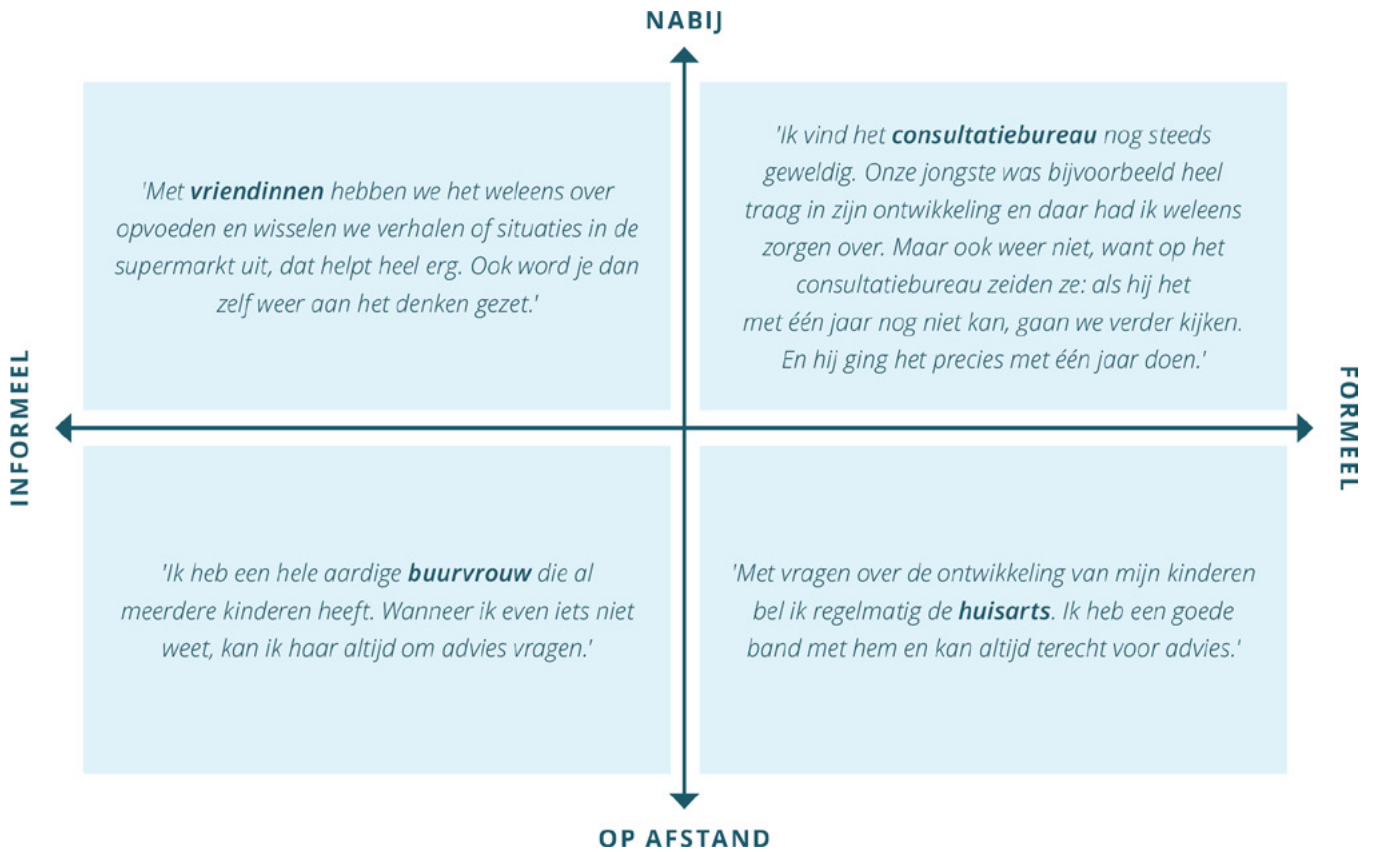 NABIJ
'Met vriendinnen hebben we het weleens over
opvoeden en wisselen we verhalen of situaties in de
supermarkt uit, dat helpt heel erg. Ook word je dan
zelf weer aan het denken gezet.'
'Ik vind het consultatiebureau nog steeds
geweldig. Onze jongste was bijvoorbeeld heel
traag in zijn ontwikkeling en daar had ik weleens
zorgen over. Maar ook weer niet, want op het
consultatiebureau zeiden ze: als hij het
met één jaar nog niet kan, gaan we verder kijken.
En hij ging het precies met één jaar doen.'
INFORMEEL
FORMEEL
'Ik heb een hele aardige buurvrouw die al
meerdere kinderen heeft. Wanneer ik even iets niet
weet, kan ik haar altijd om advies vragen.'
'Met vragen over de ontwikkeling van mijn kinderen
bel ik regelmatig de huisarts. Ik heb een goede
band met hem en kan altijd terecht voor advies.'
OP AFSTAND